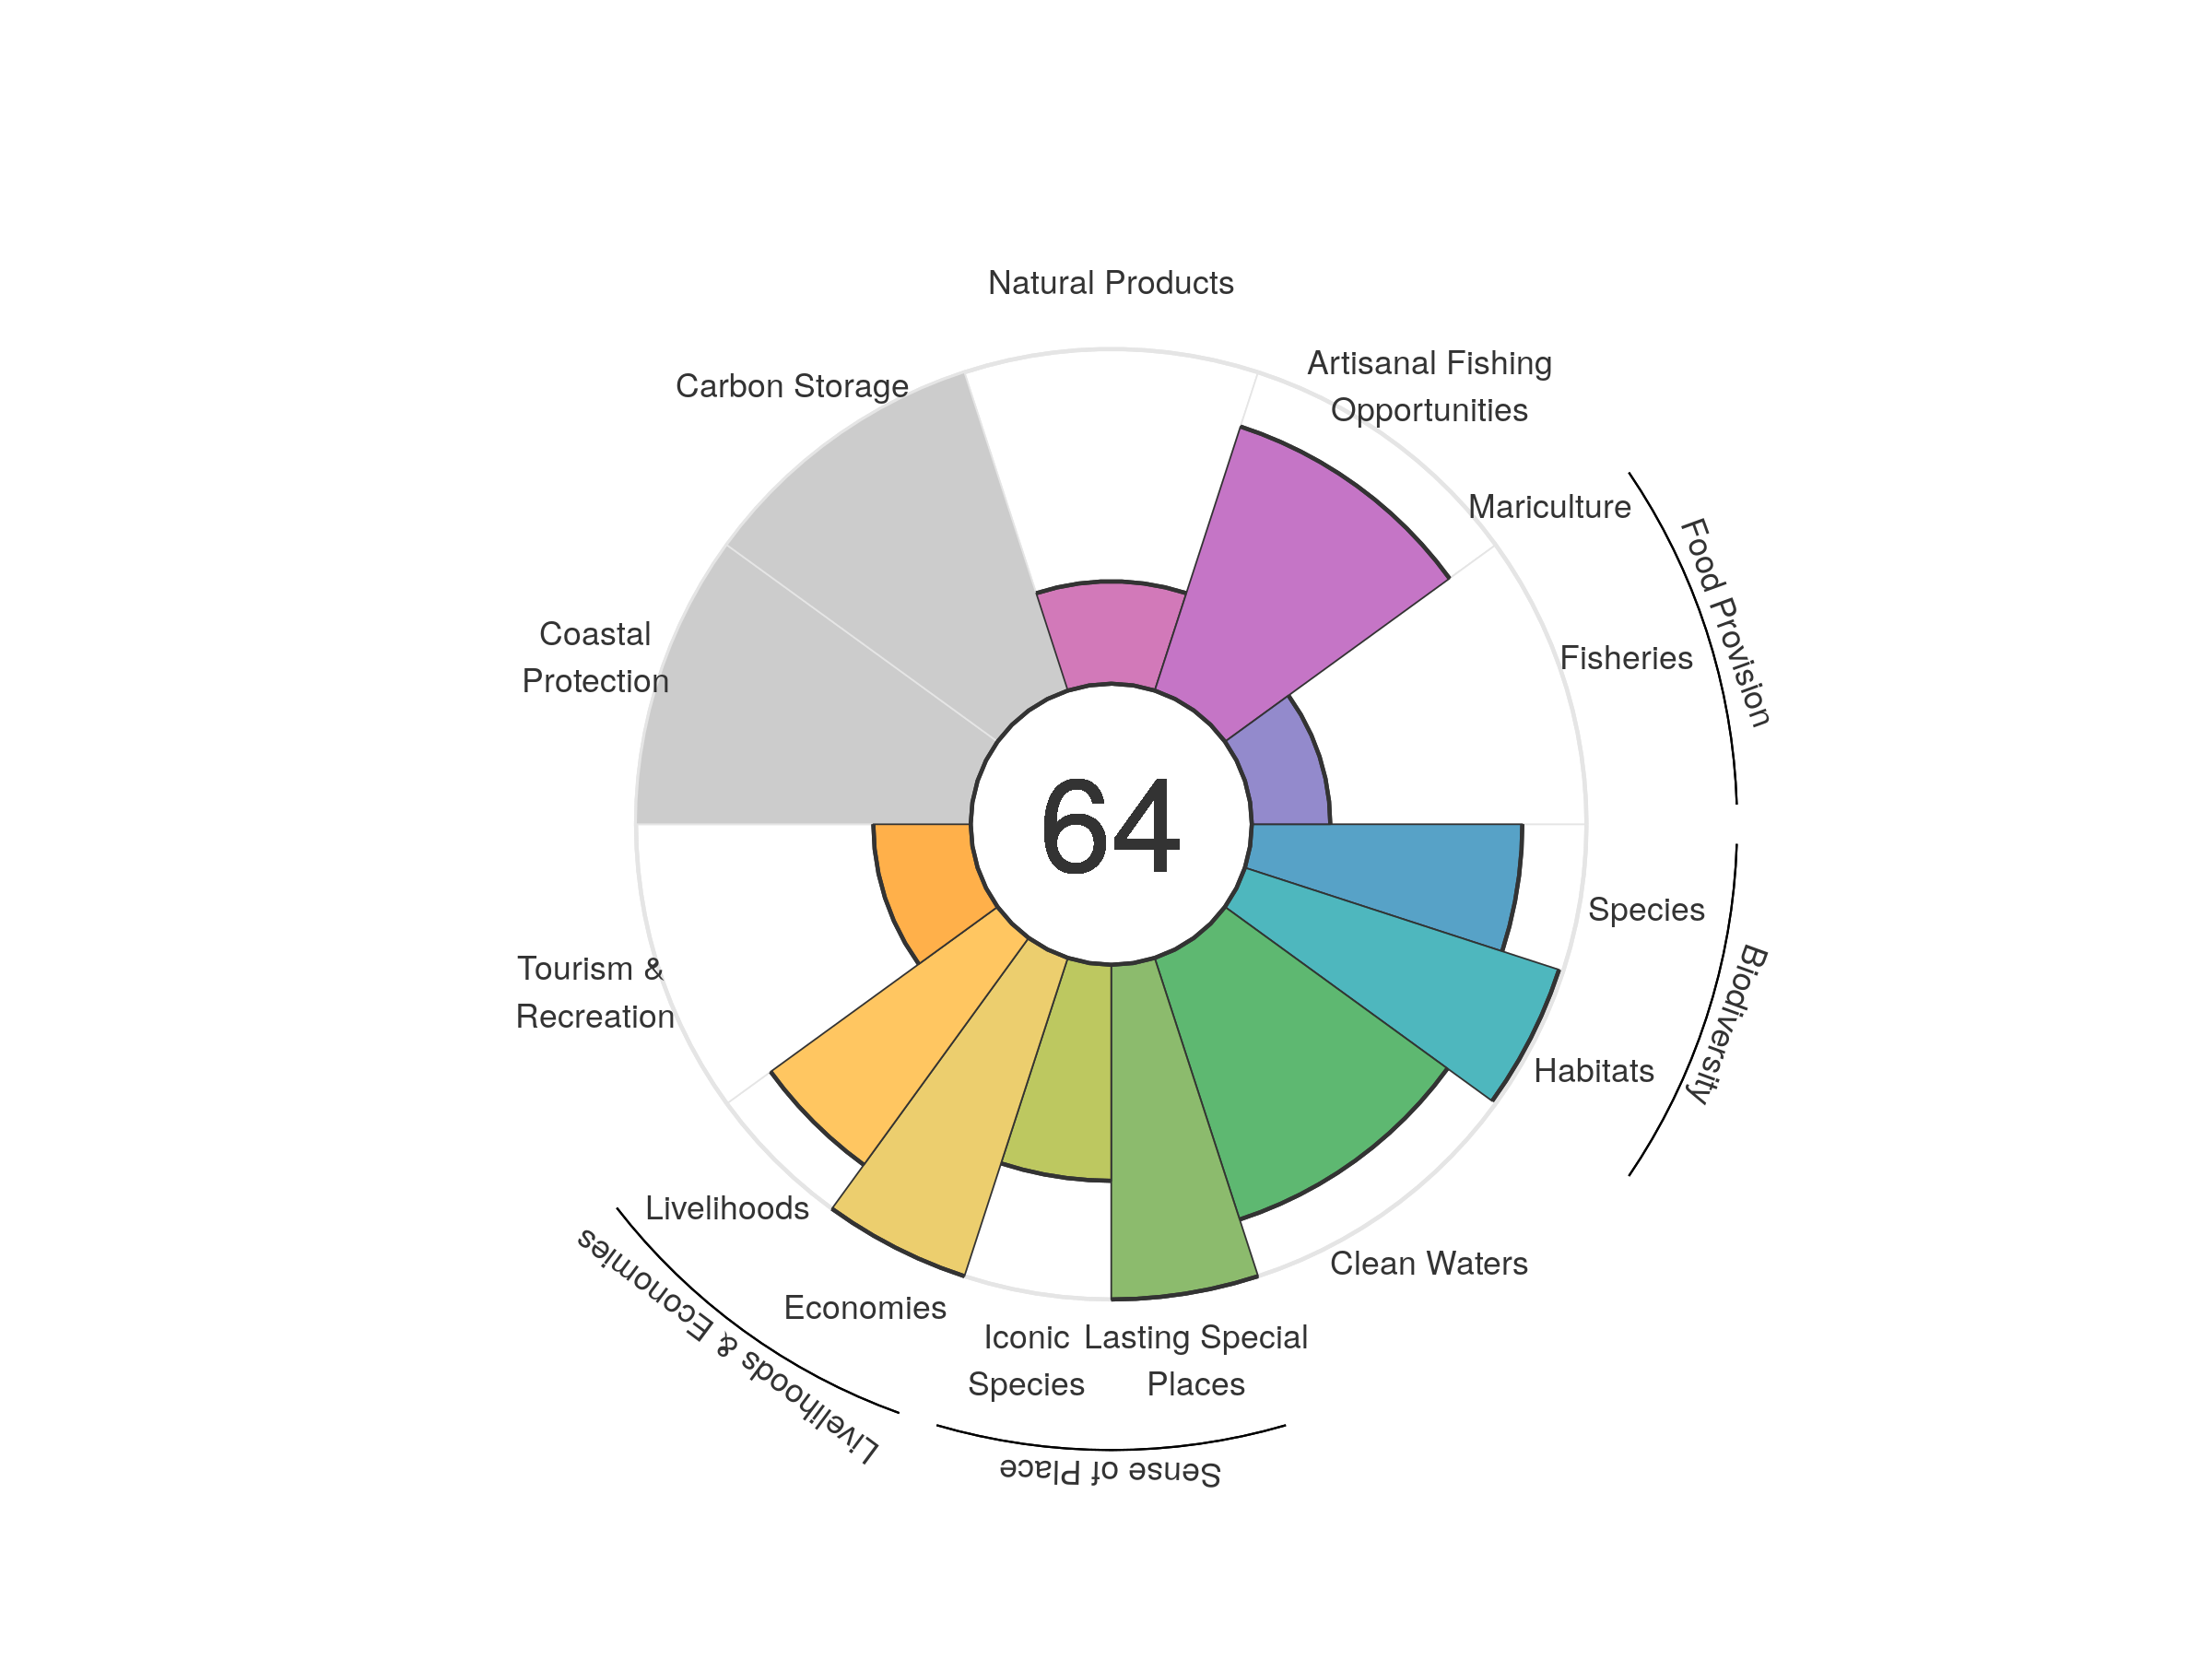 Natural Products
Artisanal Fishing
Opportunities
Carbon Storage
Mariculture
Food Provision
Fisheries
Coastal
Protection
64
Species
Biodiversity
Tourism &
Recreation
Habitats
Livelihoods
Clean Waters
Livelihoods & Economies
Economies
Iconic
Species
Lasting Special
Places
Sense of Place